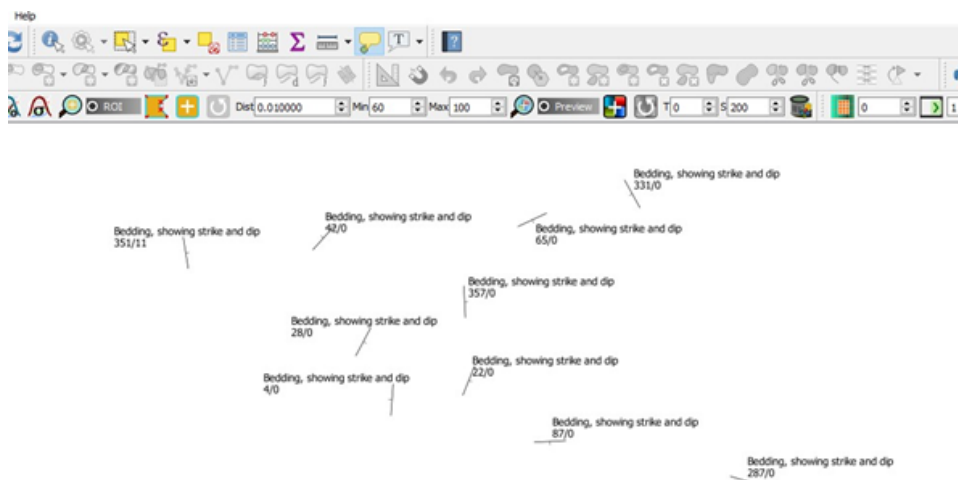 Help
ROI Dist 0.010000 Min 60 Max 100 Preview T 0 S 200 0 1
Bedding, showing strike and dip
331/0
Bedding, showing strike and dip
42/0
Bedding, showing strike and dip
65/0
Bedding, showing strike and dip
351/11
Bedding, showing strike and dip
357/0
Bedding, showing strike and dip
28/0
Bedding, showing strike and dip
22/0
Bedding, showing strike and dip
4/0
Bedding, showing strike and dip
87/0
Bedding, showing strike and dip
287/0